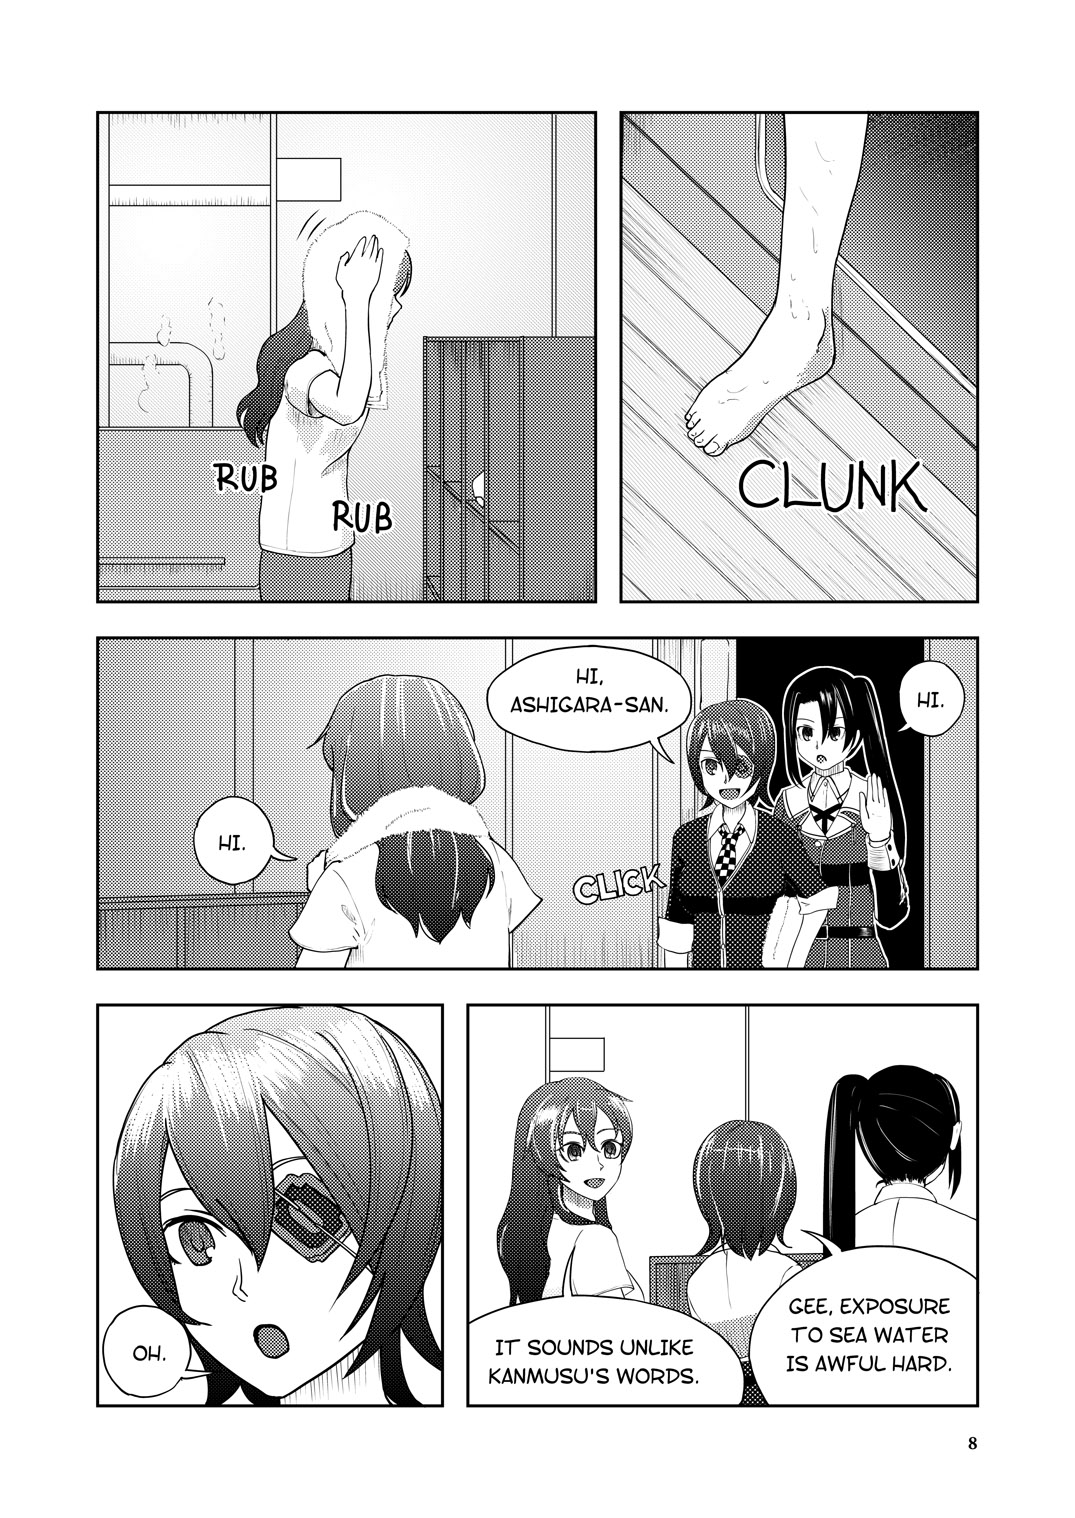 CLUNK
RUB
RUB
CLICK
HI.
HI,
ASHIGARA-SAN.
HI.
GEE, EXPOSURE
TO SEA WATER
IS AWFUL HARD.
IT SOUNDS UNLIKE
KANMUSU'S WORDS.
OH.
8